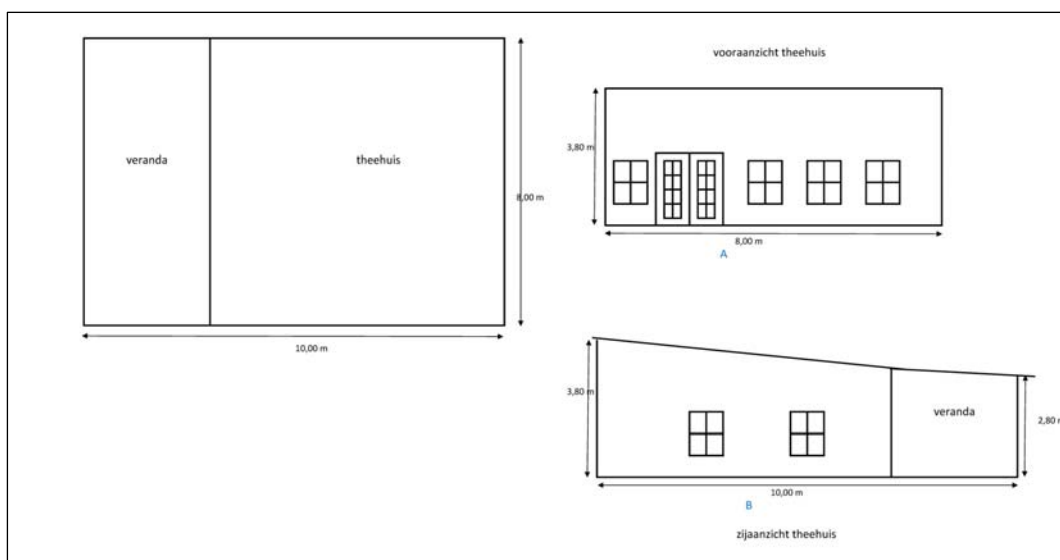 veranda
theehuis
8,00 m
10,00 m
vooraanzicht theehuis
3,80 m
8,00 m
A
3,80 m
veranda
2,80 m
10,00 m
B
zijaanzicht theehuis